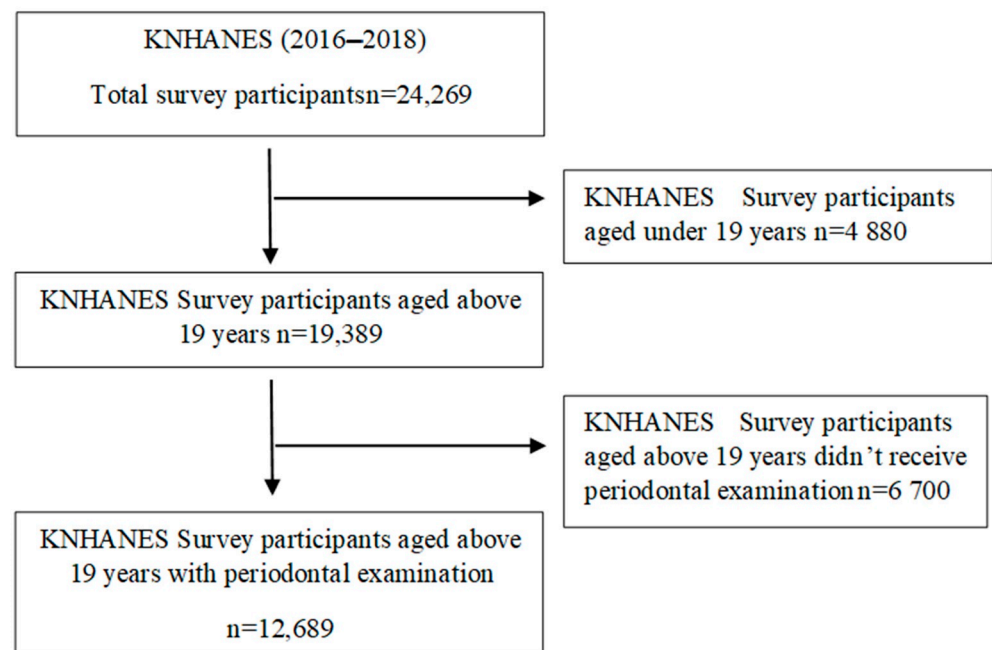 KNHANES (2016–2018)
Total survey participantsn=24,269
KNHANES Survey participants
aged under 19 years n=4 880
KNHANES Survey participants aged above
19 years n=19,389
KNHANES Survey participants
aged above 19 years didn’t receive
periodontal examination n=6 700
KNHANES Survey participants aged above
19 years with periodontal examination
n=12,689